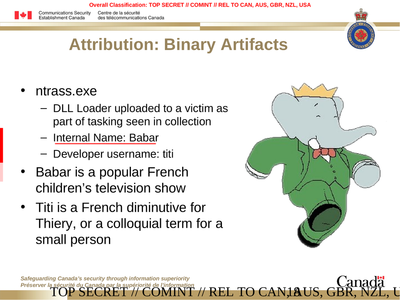 Overall Classification: TOP SECRET // COMINT // REL TO CAN, AUS, GBR, NZL, USA
Communications Security Establishment Canada
Centre de la sécurité des télécommunications Canada
Attribution: Binary Artifacts
• ntrass.exe
– DLL Loader uploaded to a victim as
part of tasking seen in collection
– Internal Name: Babar
– Developer username: titi
• Babar is a popular French
children's television show
• Titi is a French diminutive for
Thiery, or a colloquial term for a
small person
Safeguarding Canada's security through information superiority
Préserver la sécurité du Canada par la supériorité de l'information
Canada
TOP SECRET // COMINT // REL TO CAN, AUS, GBR, NZL, U